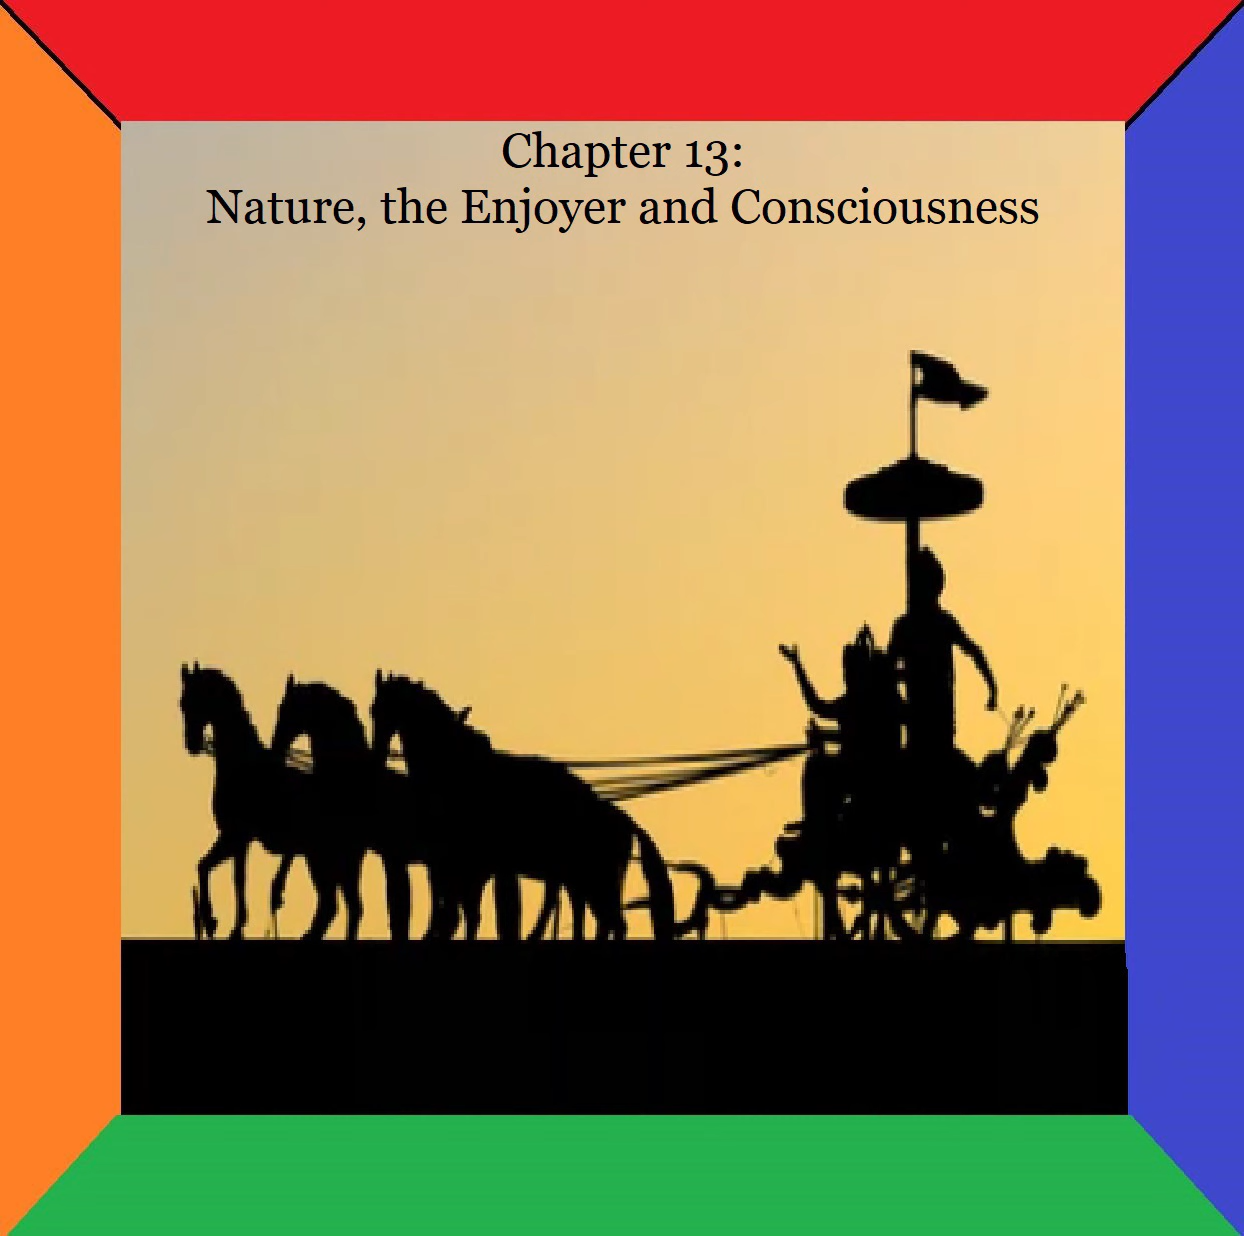 Chapter 13:
Nature, the Enjoyer and Consciousness